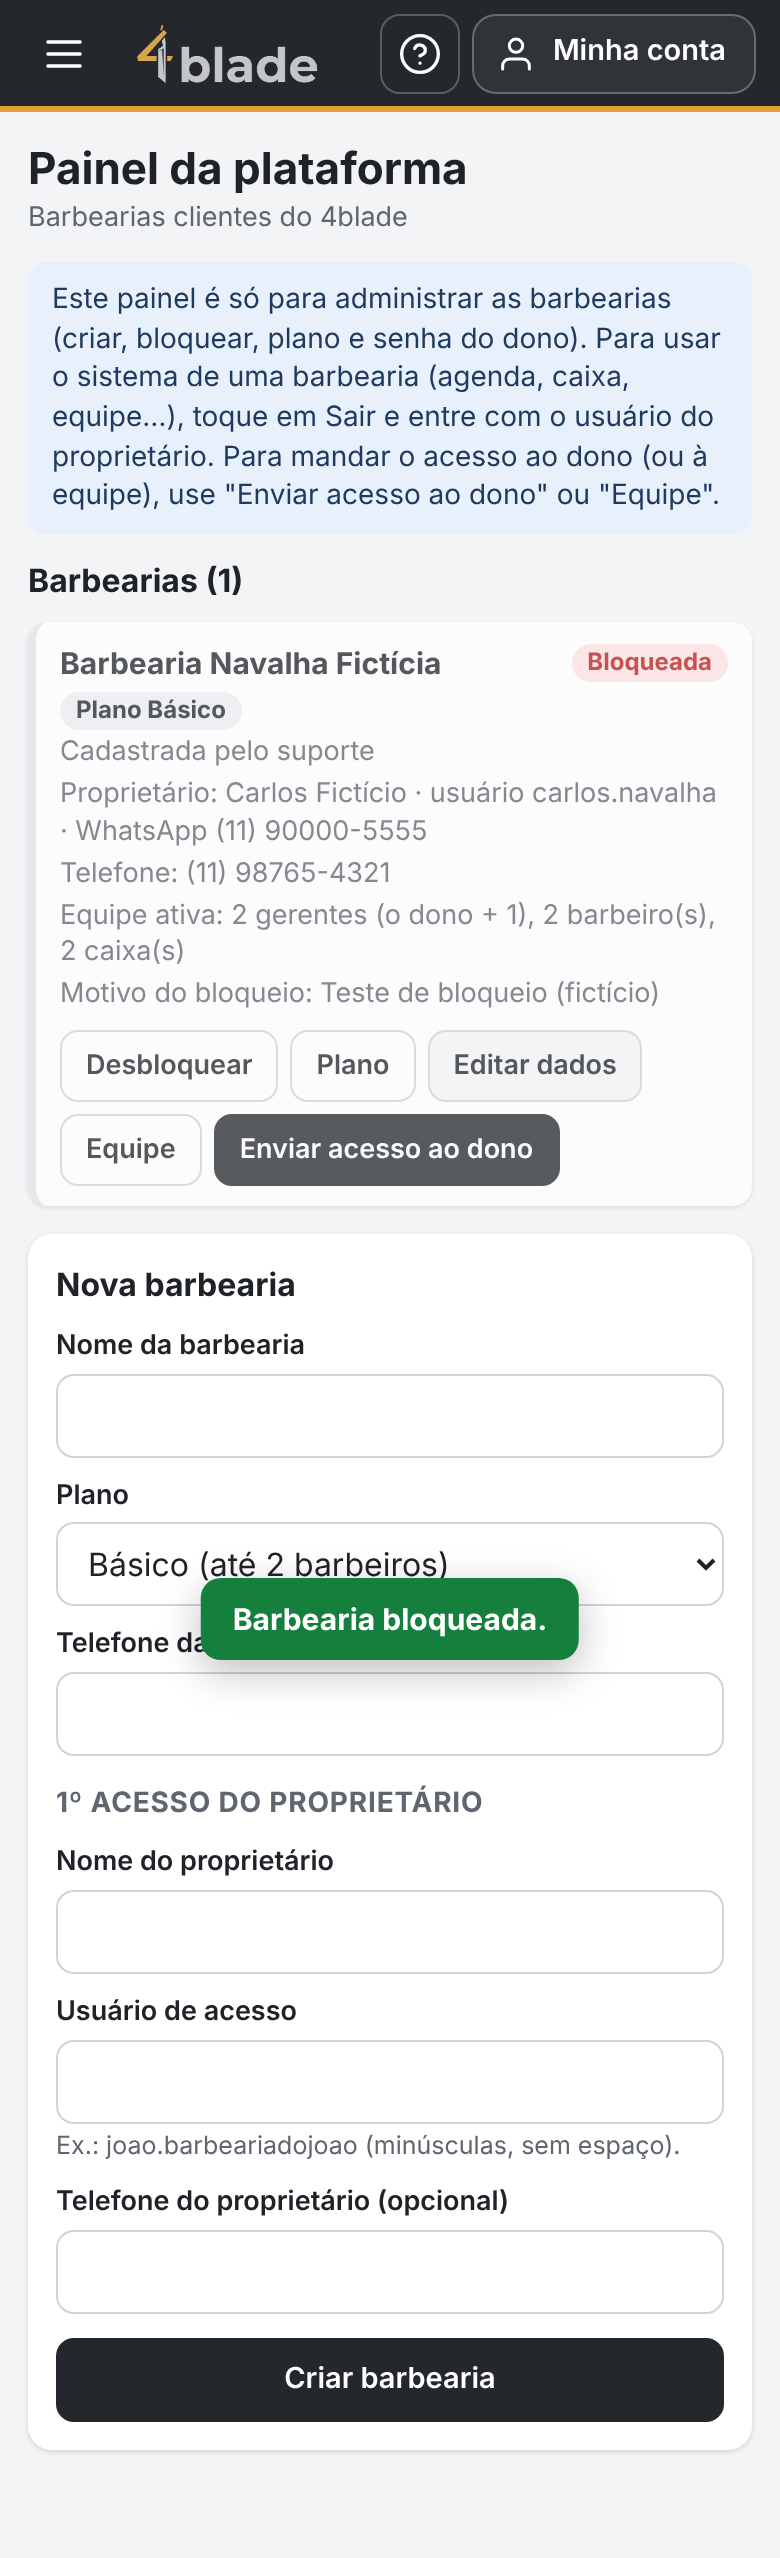 4blade
Minha conta
Painel da plataforma
Barbearias clientes do 4blade
Este painel é só para administrar as barbearias
(criar, bloquear, plano e senha do dono). Para usar
o sistema de uma barbearia (agenda, caixa,
equipe...), toque em Sair e entre com o usuário do
proprietário. Para mandar o acesso ao dono (ou à
equipe), use "Enviar acesso ao dono" ou "Equipe".
Barbearias (1)
Barbearia Navalha Fictícia
Bloqueada
Plano Básico
Cadastrada pelo suporte
Proprietário: Carlos Fictício · usuário carlos.navalha
· WhatsApp (11) 90000-5555
Telefone: (11) 98765-4321
Equipe ativa: 2 gerentes (o dono + 1), 2 barbeiro(s),
2 caixa(s)
Motivo do bloqueio: Teste de bloqueio (fictício)
Desbloquear
Plano
Editar dados
Equipe
Enviar acesso ao dono
Nova barbearia
Nome da barbearia
Plano
Básico (até 2 barbeiros)
Barbearia bloqueada.
Telefone
1º ACESSO DO PROPRIETÁRIO
Nome do proprietário
Usuário de acesso
Ex.: joao.barbeariadojoao (minúsculas, sem espaço).
Telefone do proprietário (opcional)
Criar barbearia